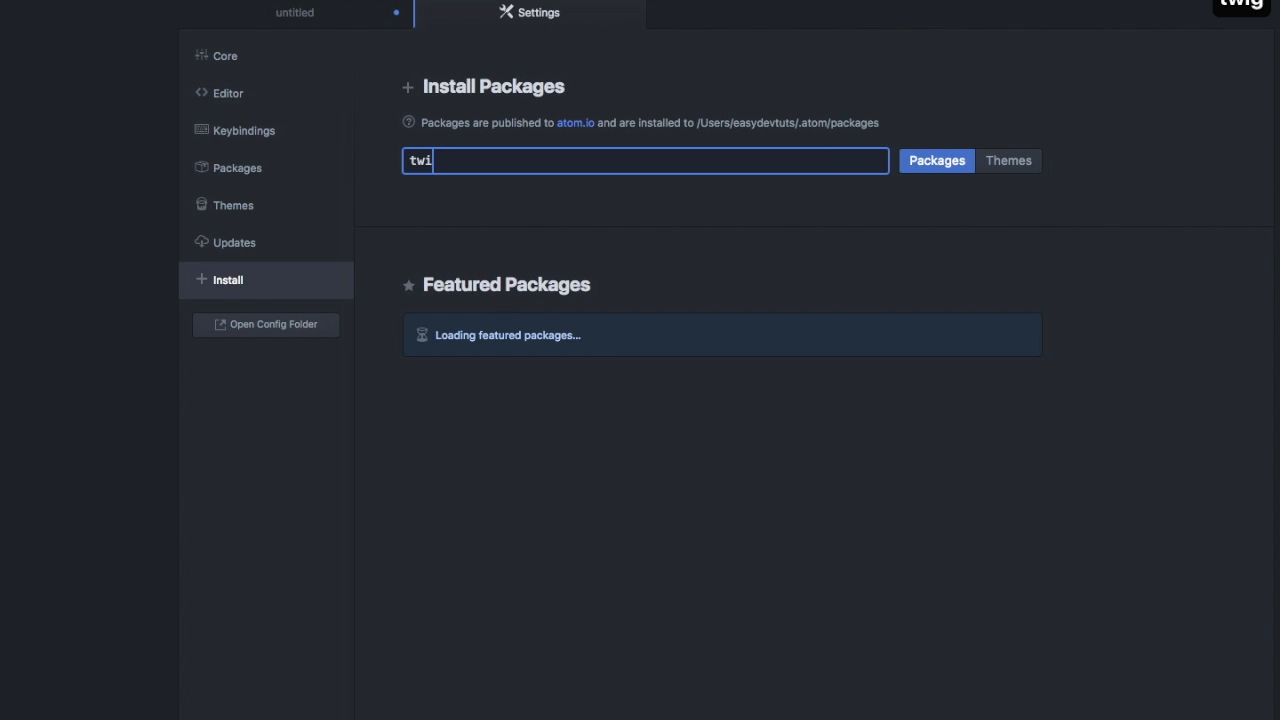 untitled
Settings
twig
Core
Editor
Keybindings
Packages
Themes
Updates
Install
Open Config Folder
Install Packages
Packages are published to atom.io and are installed to /Users/easydevtuts/.atom/packages
twi
Packages
Themes
Featured Packages
Loading featured packages...